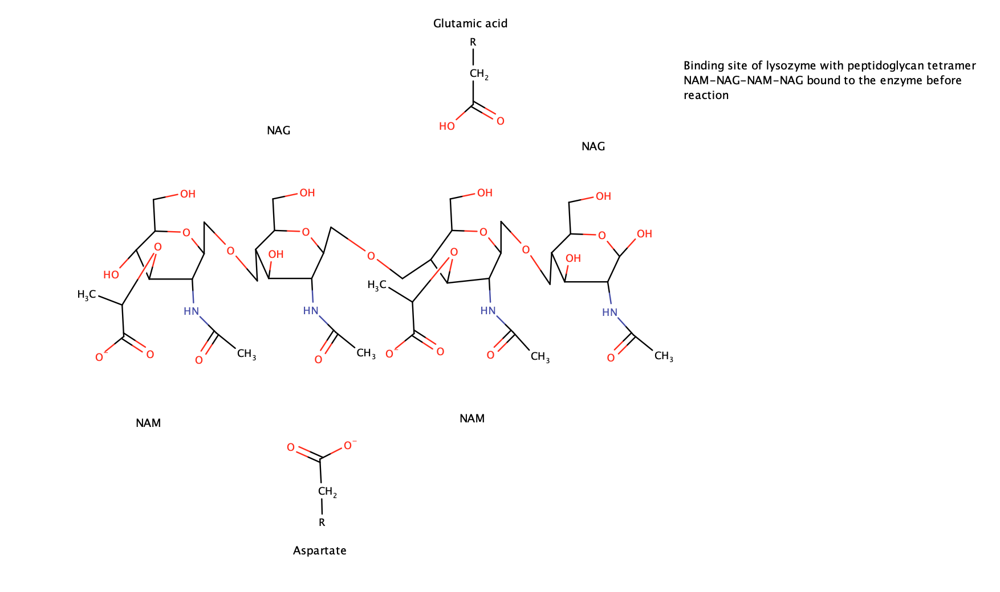 Glutamic acid
R
CH2
HO
O
Binding site of lysozyme with peptidoglycan tetramer
NAM-NAG-NAM-NAG bound to the enzyme before
reaction
NAG
NAG
OH
OH
OH
OH
O
O
O
O
OH
O
O
O
OH
O
O
O
OH
HO
H3C
H3C
HN
HN
HN
HN
O-
O
O
CH3
O
CH3
O-
O
O
CH3
O
CH3
NAM
NAM
O
O-
CH2
R
Aspartate